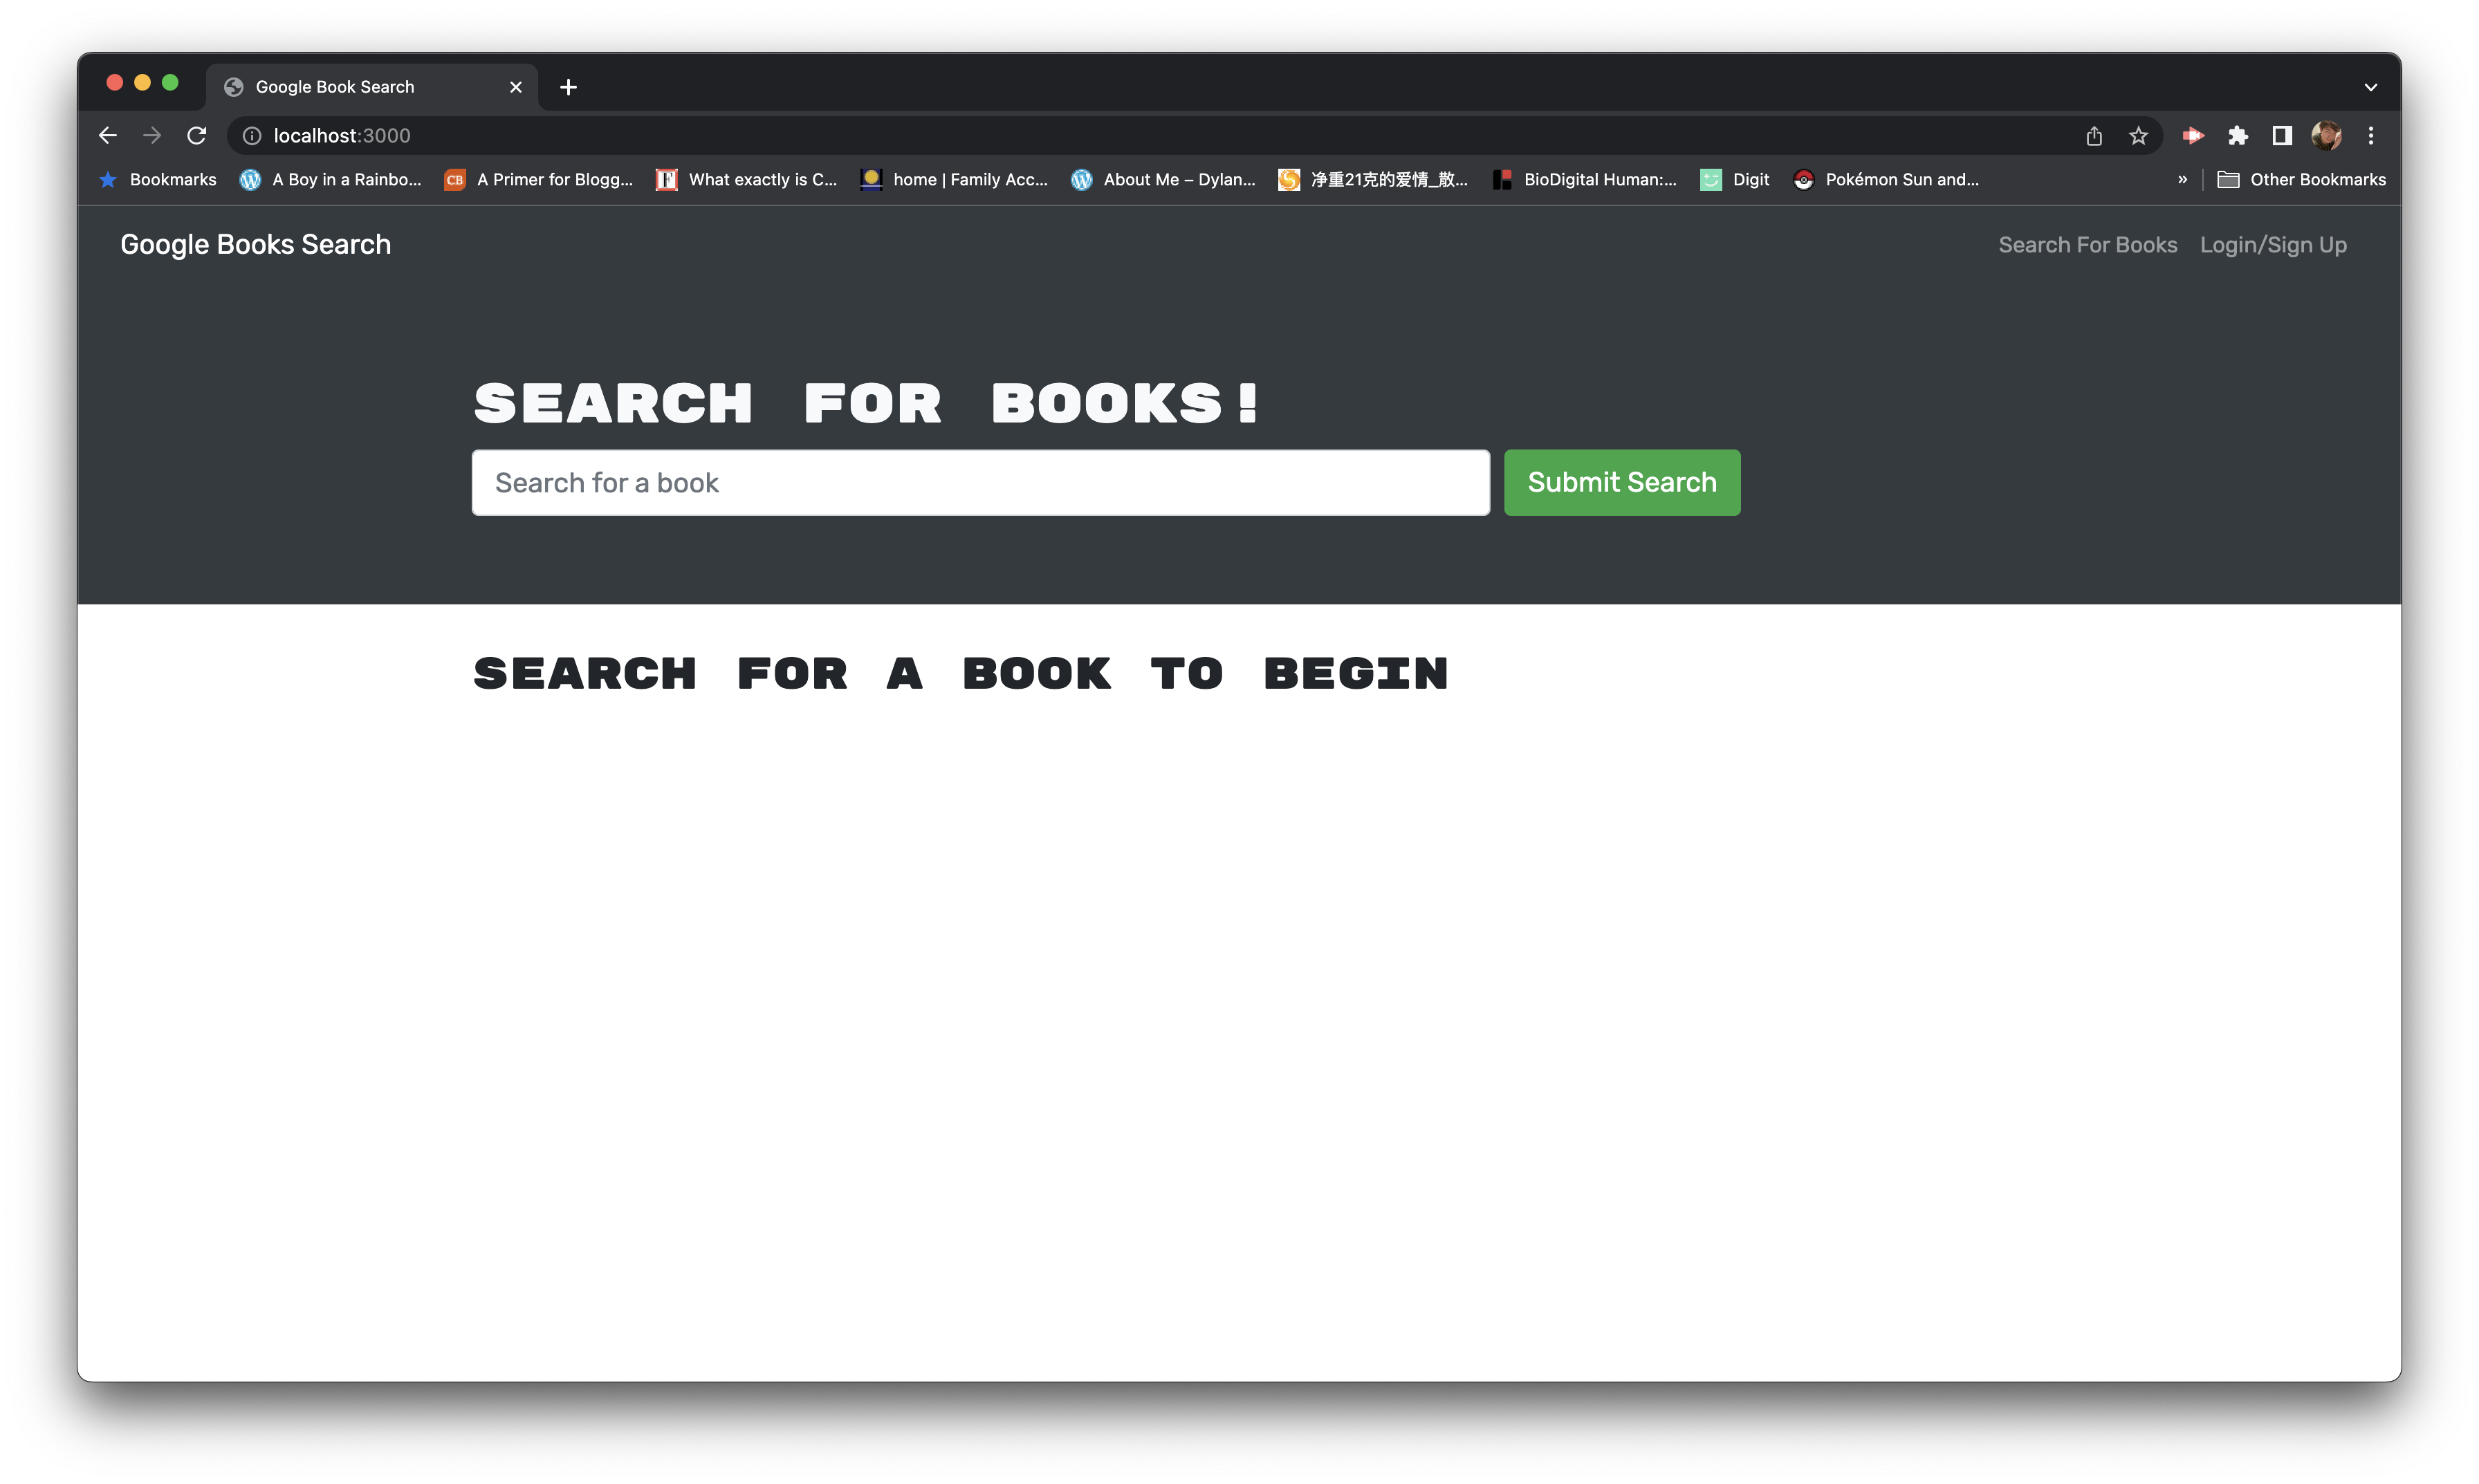 Google Book Search
localhost:3000
Bookmarks A Boy in a Rainbo... CB A Primer for Blogg... F What exactly is C... home | Family Acc... About Me – Dylan... 净重21克的爱情_散... BioDigital Human:... Digit Pokémon Sun and... » Other Bookmarks
Google Books Search Search For Books Login/Sign Up
SEARCH FOR BOOKS!
Search for a book Submit Search
SEARCH FOR A BOOK TO BEGIN